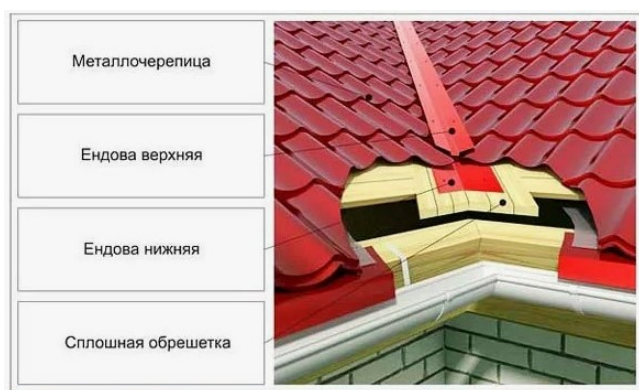 Металлочерепица
Ендова верхняя
Ендова нижняя
Сплошная обрешетка